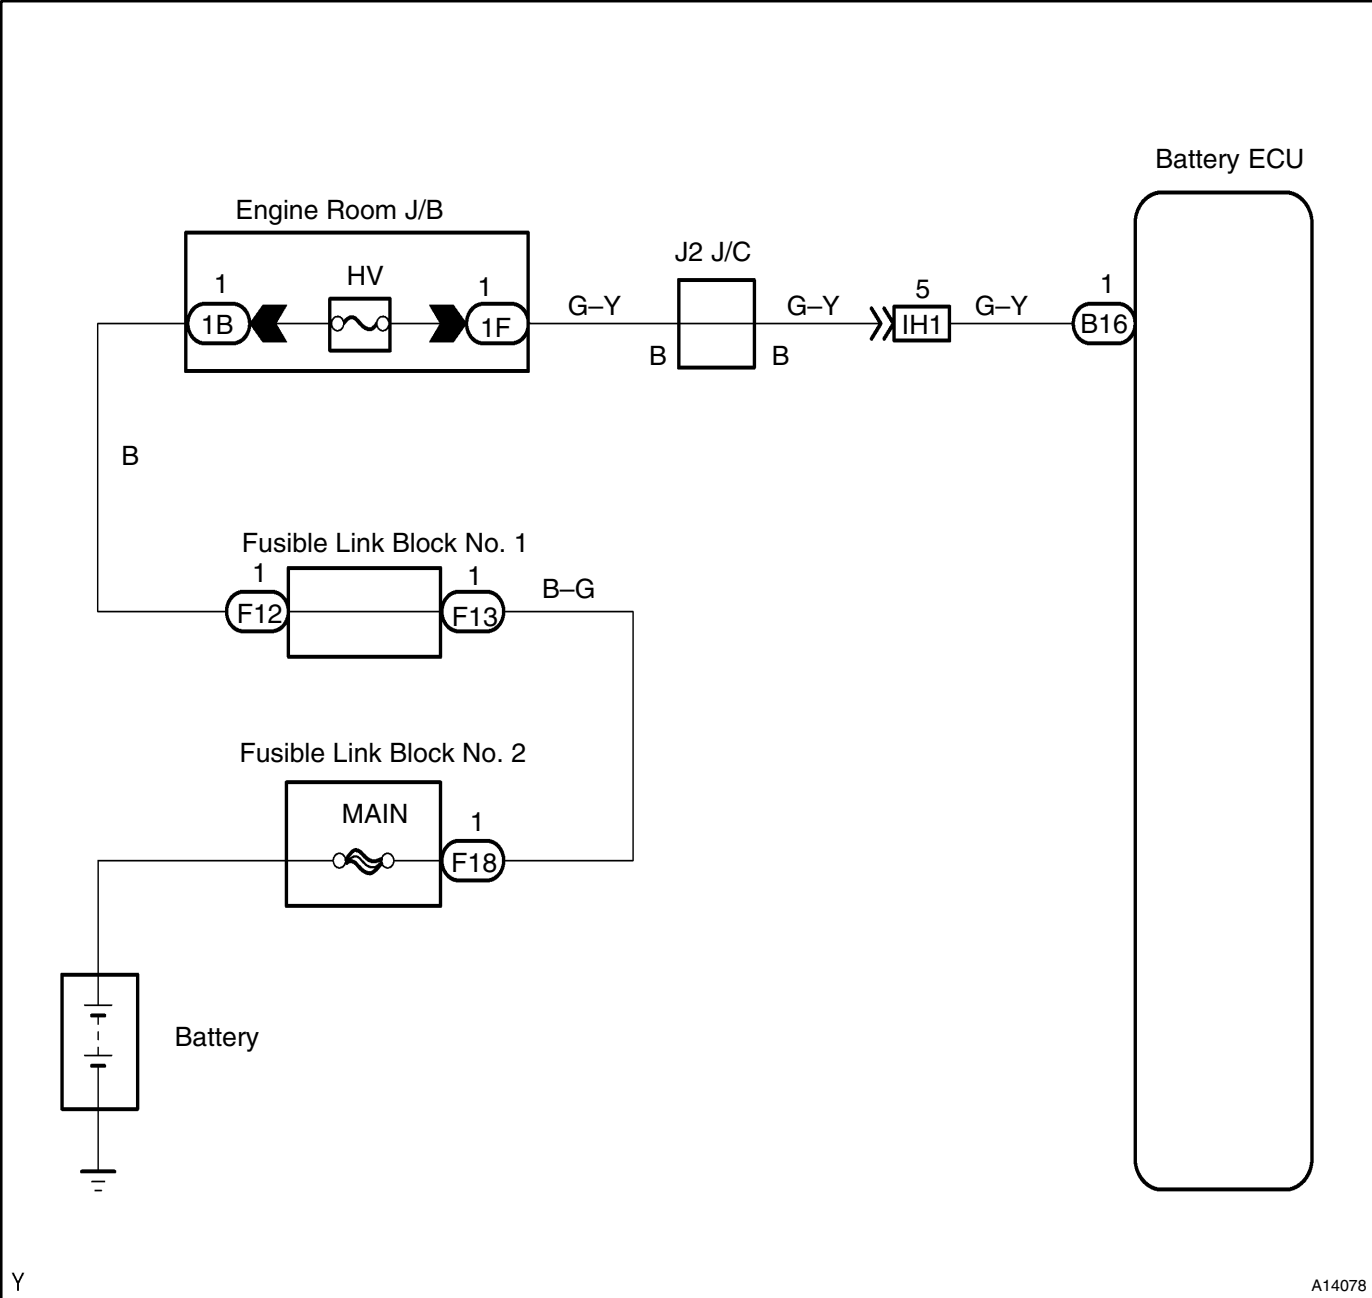 Battery ECU
Engine Room J/B
J2 J/C
1
HV
1
G–Y
G–Y
5
G–Y
1
1B
1F
IH1
B16
B
B
B
Fusible Link Block No. 1
1
1
B–G
F12
F13
Fusible Link Block No. 2
MAIN
1
F18
Battery
Y
A14078